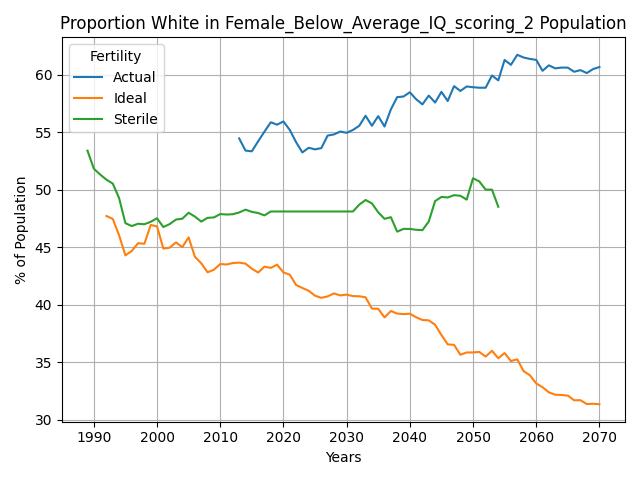 Proportion White in Female_Below_Average_IQ_scoring_2 Population
Fertility
Actual
Ideal
Sterile
% of Population
60
55
50
45
40
35
30
1990
2000
2010
2020
2030
2040
2050
2060
2070
Years